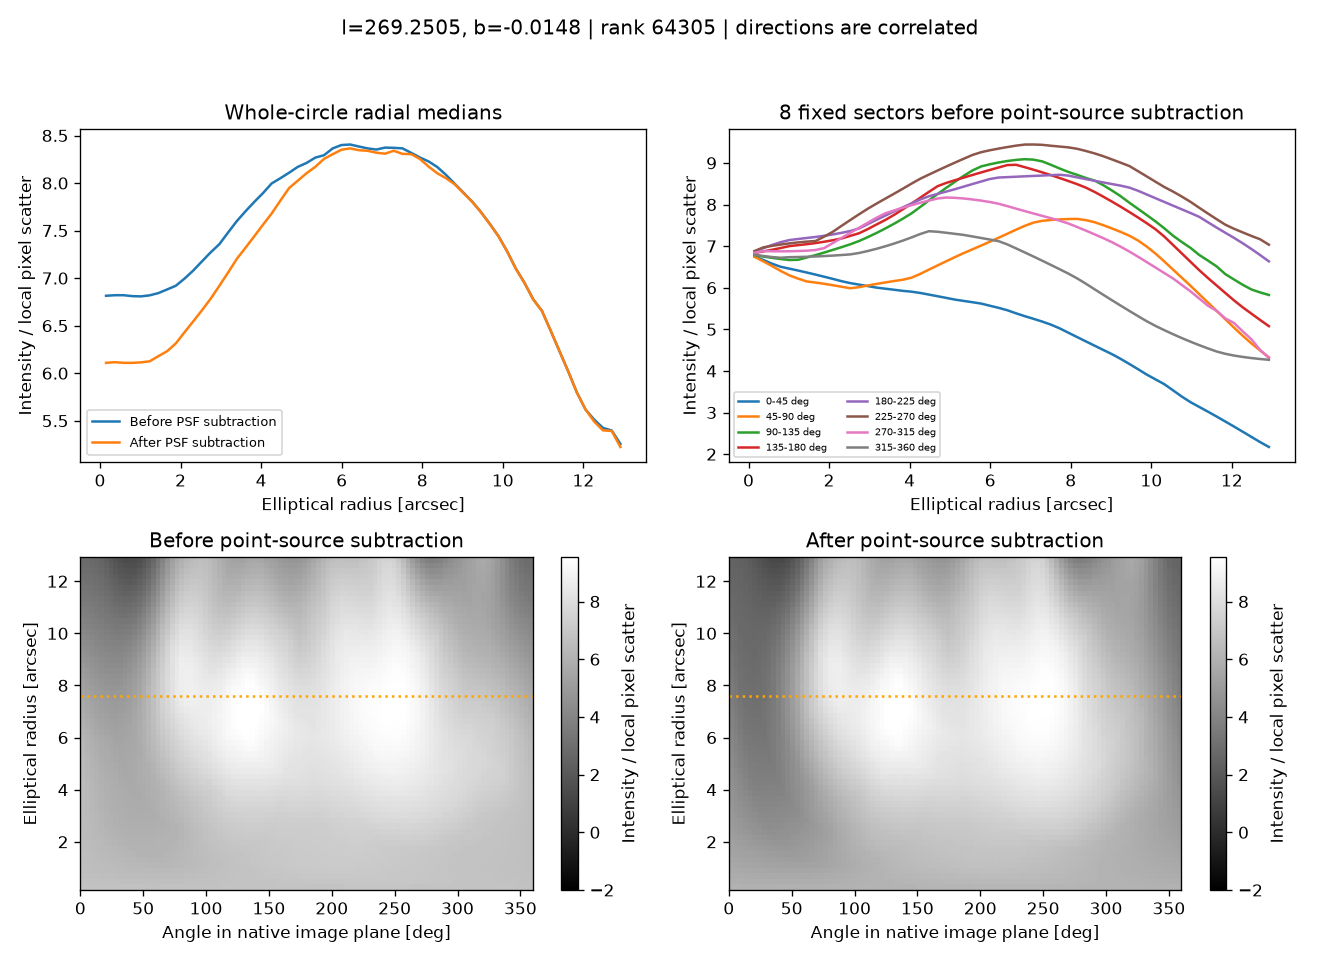 l=269.2505, b=-0.0148 | rank 64305 | directions are correlated
Whole-circle radial medians
Intensity / local pixel scatter
8.5
8.0
7.5
7.0
6.5
6.0
5.5
Before PSF subtraction
After PSF subtraction
0 2 4 6 8 10 12
Elliptical radius [arcsec]
8 fixed sectors before point-source subtraction
Intensity / local pixel scatter
9
8
7
6
5
4
3
2
0-45 deg
45-90 deg
90-135 deg
135-180 deg
180-225 deg
225-270 deg
270-315 deg
315-360 deg
0 2 4 6 8 10 12
Elliptical radius [arcsec]
Before point-source subtraction
Elliptical radius [arcsec]
12
10
8
6
4
2
0 50 100 150 200 250 300 350
Angle in native image plane [deg]
8
6
4
2
0
−2
Intensity / local pixel scatter
After point-source subtraction
Elliptical radius [arcsec]
12
10
8
6
4
2
0 50 100 150 200 250 300 350
Angle in native image plane [deg]
8
6
4
2
0
−2
Intensity / local pixel scatter